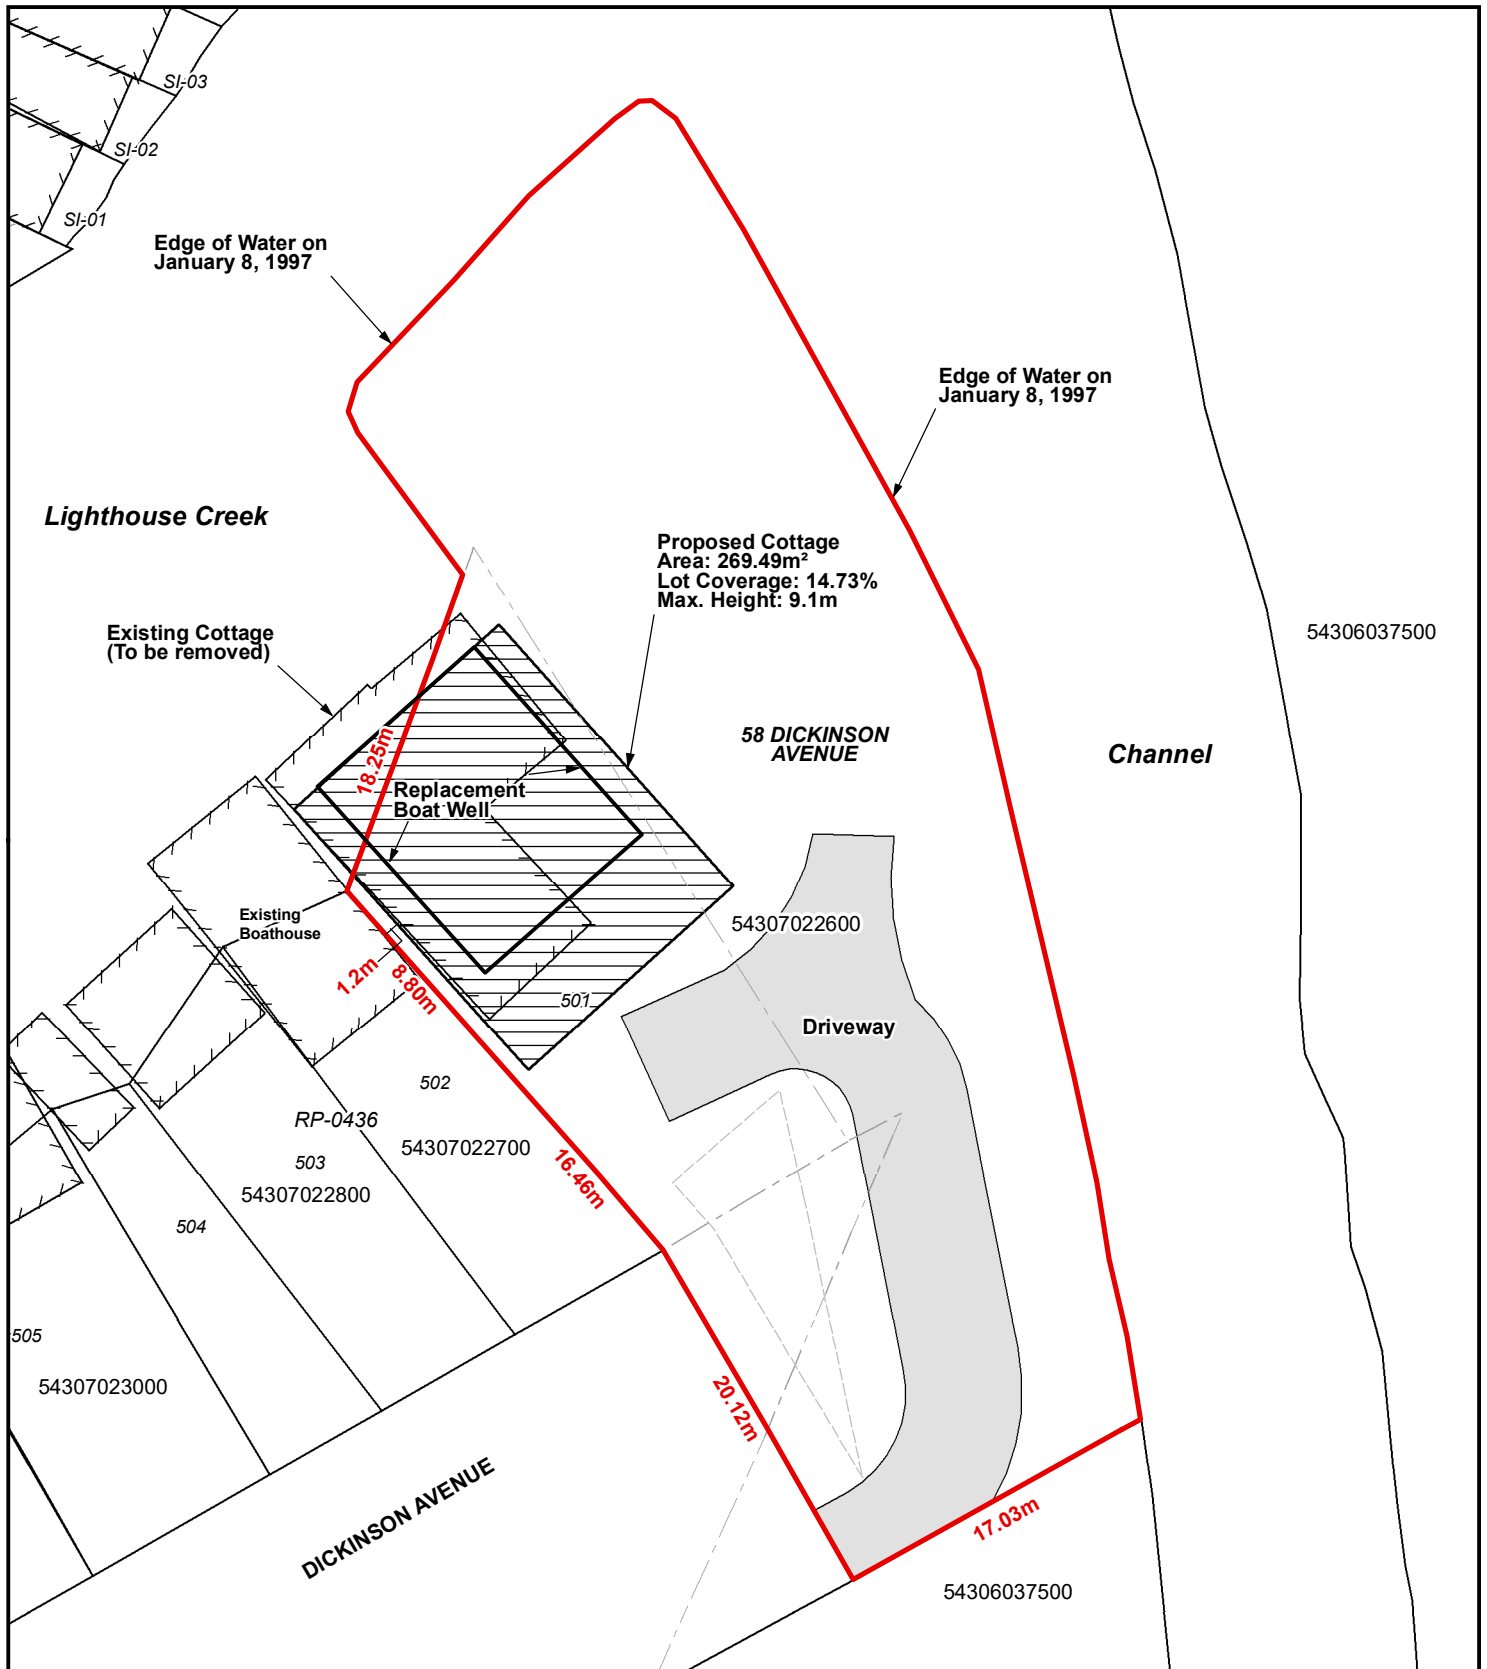 SI-03
SI-02
SI-01
Edge of Water on
January 8, 1997
Edge of Water on
January 8, 1997
Lighthouse Creek
Proposed Cottage
Area: 269.49m²
Lot Coverage: 14.73%
Max. Height: 9.1m
Existing Cottage
(To be removed)
54306037500
58 DICKINSON
AVENUE
Channel
18.25m
Replacement
Boat Well
Existing
Boathouse
54307022600
1.2m
8.80m
501
Driveway
502
RP-0436
54307022700
503
54307022800
16.46m
504
505
54307023000
20.12m
DICKINSON AVENUE
17.03m
54306037500